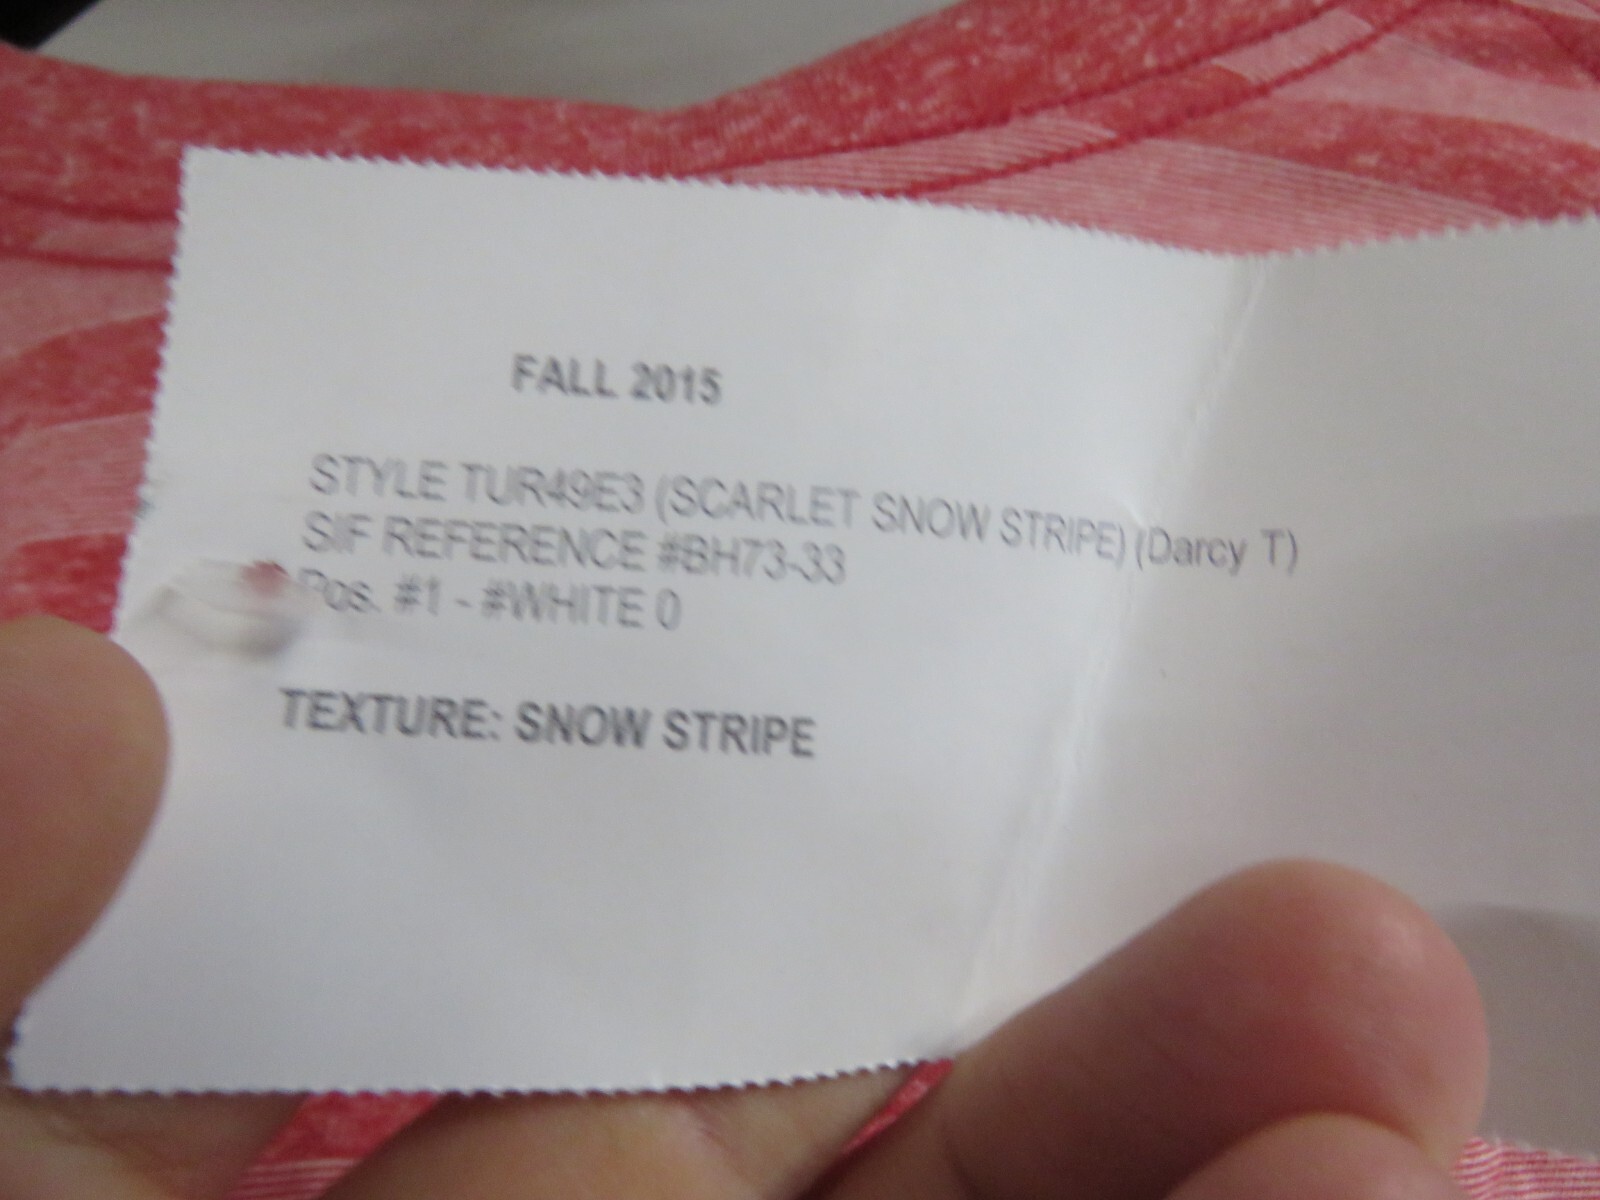 FALL 2015
STYLE TUR49E3 (SCARLET SNOW STRIPE) (Darcy T)
SIF REFERENCE #BH73-33
Pos. #1 - #WHITE 0
TEXTURE: SNOW STRIPE